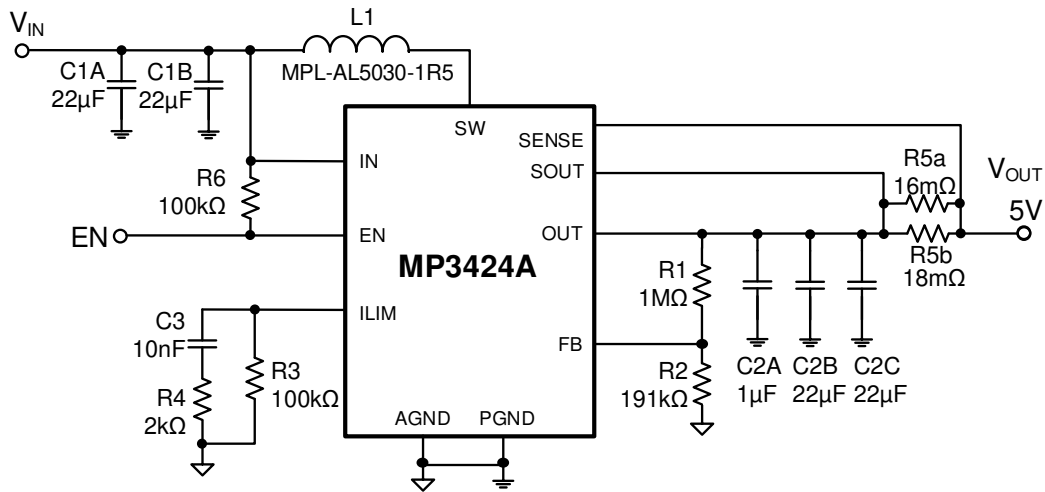 VIN
L1
MPL-AL5030-1R5
C1A
22µF
C1B
22µF
SW
SENSE
SOUT
IN
R6
100kΩ
R5a
16mΩ
VOUT
5V
EN
EN
OUT
MP3424A
R5b
18mΩ
R1
1MΩ
ILIM
C3
10nF
FB
R3
100kΩ
R4
2kΩ
R2
191kΩ
C2A
1µF
C2B
22µF
C2C
22µF
AGND
PGND